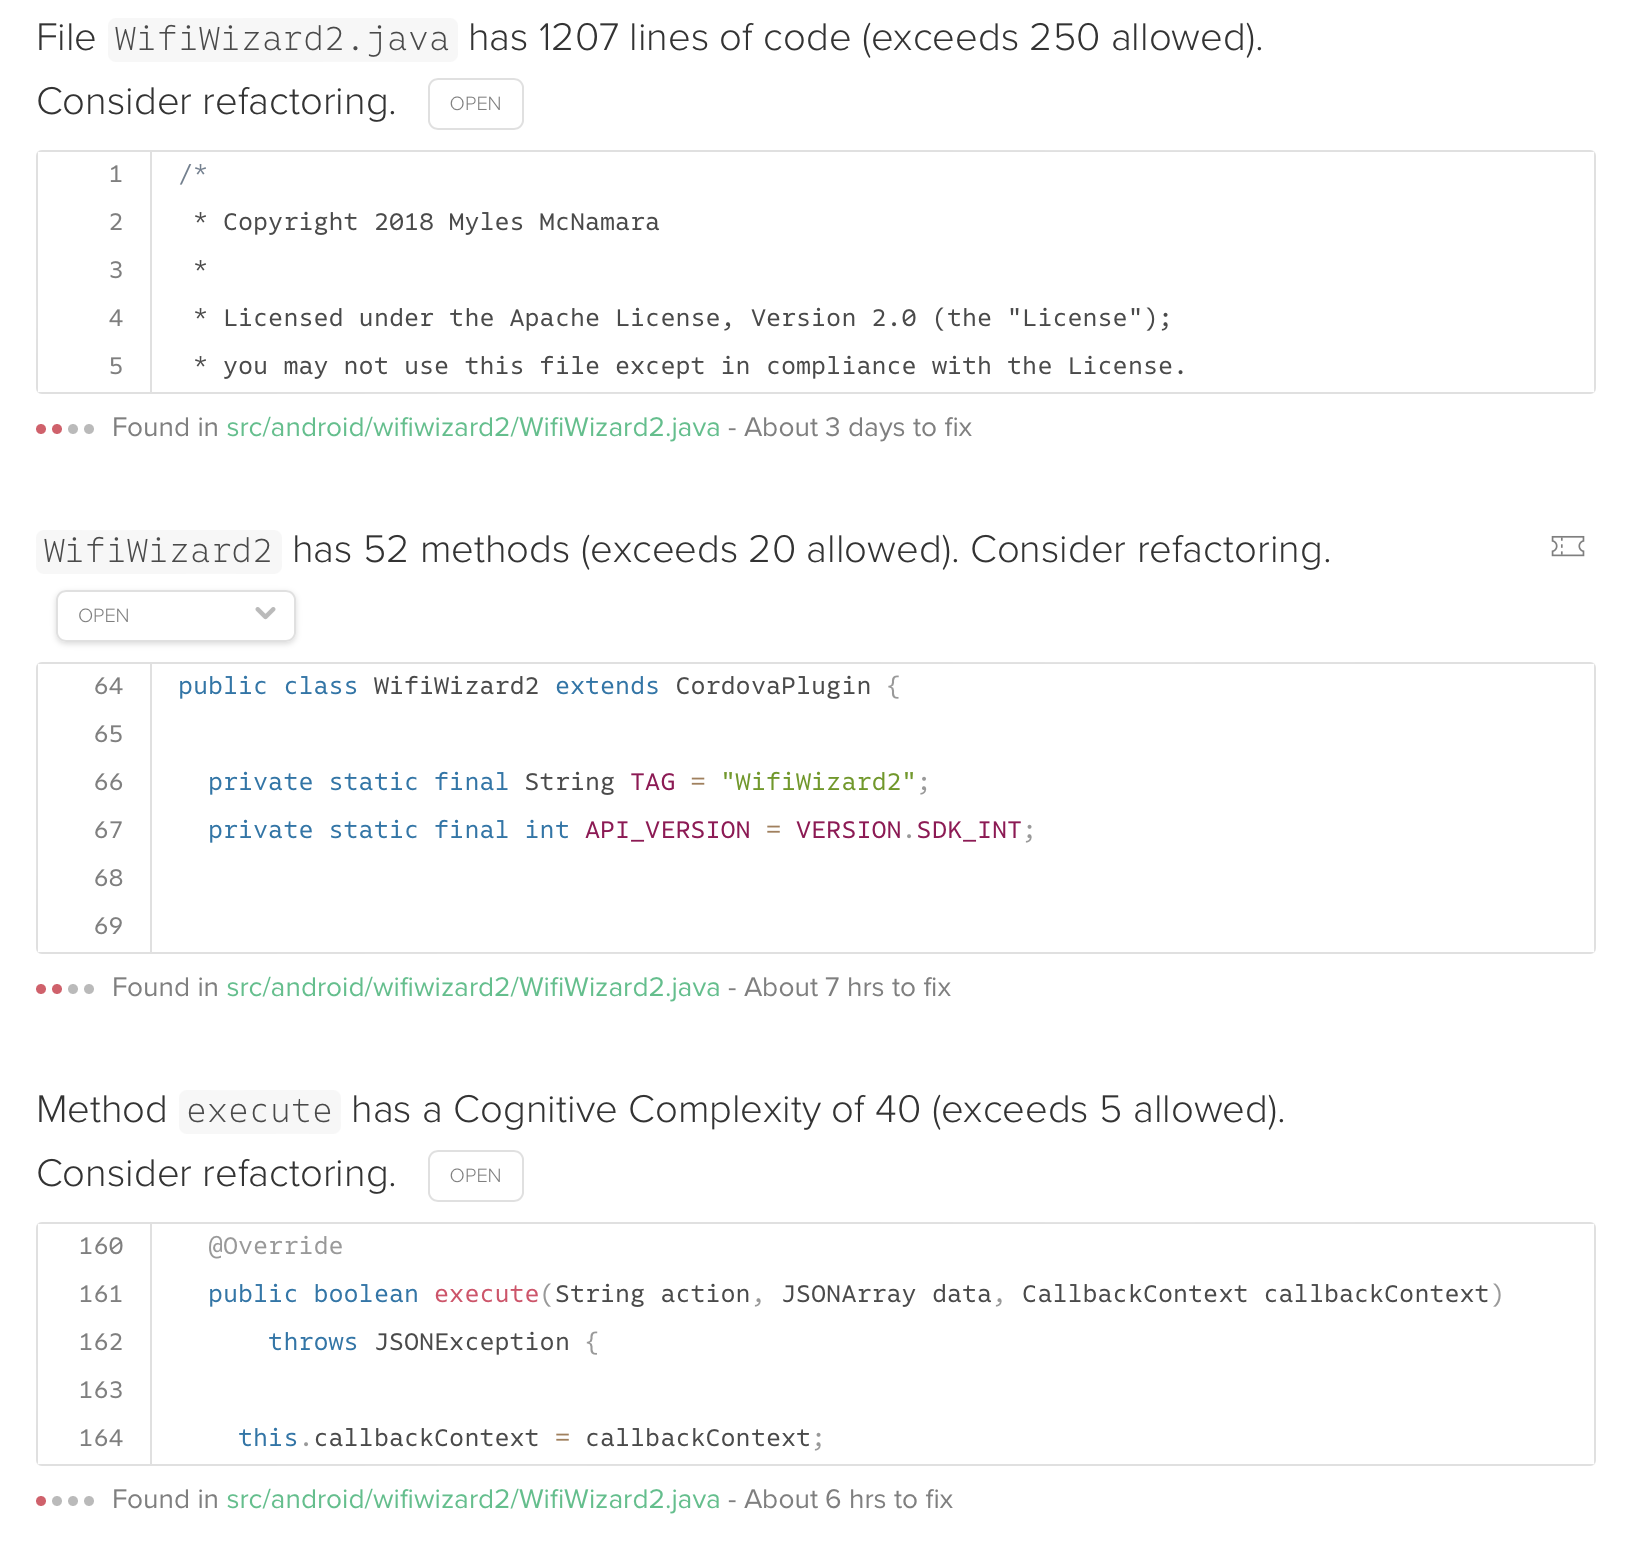 File WifiWizard2.java has 1207 lines of code (exceeds 250 allowed).
Consider refactoring. OPEN
1 /*
2 * Copyright 2018 Myles McNamara
3 *
4 * Licensed under the Apache License, Version 2.0 (the "License");
5 * you may not use this file except in compliance with the License.
Found in src/android/wifiwizard2/WifiWizard2.java - About 3 days to fix
WifiWizard2 has 52 methods (exceeds 20 allowed). Consider refactoring.
OPEN
64 public class WifiWizard2 extends CordovaPlugin {
65
66 private static final String TAG = "WifiWizard2";
67 private static final int API_VERSION = VERSION.SDK_INT;
68
69
Found in src/android/wifiwizard2/WifiWizard2.java - About 7 hrs to fix
Method execute has a Cognitive Complexity of 40 (exceeds 5 allowed).
Consider refactoring. OPEN
160 @Override
161 public boolean execute(String action, JSONArray data, CallbackContext callbackContext)
162 throws JSONException {
163
164 this.callbackContext = callbackContext;
Found in src/android/wifiwizard2/WifiWizard2.java - About 6 hrs to fix